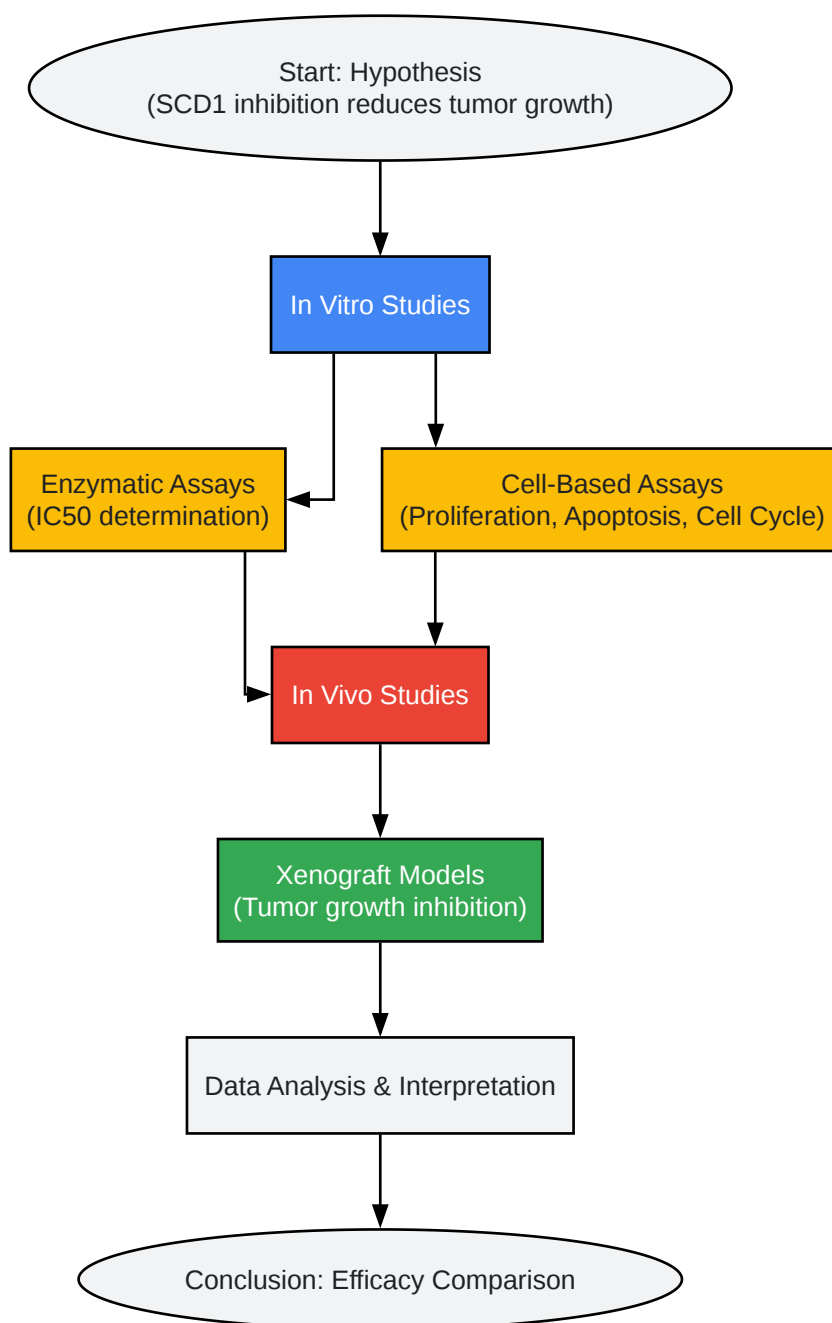 Start: Hypothesis
(SCD1 inhibition reduces tumor growth)
In Vitro Studies
Enzymatic Assays
(IC50 determination)
Cell-Based Assays
(Proliferation, Apoptosis, Cell Cycle)
In Vivo Studies
Xenograft Models
(Tumor growth inhibition)
Data Analysis & Interpretation
Conclusion: Efficacy Comparison